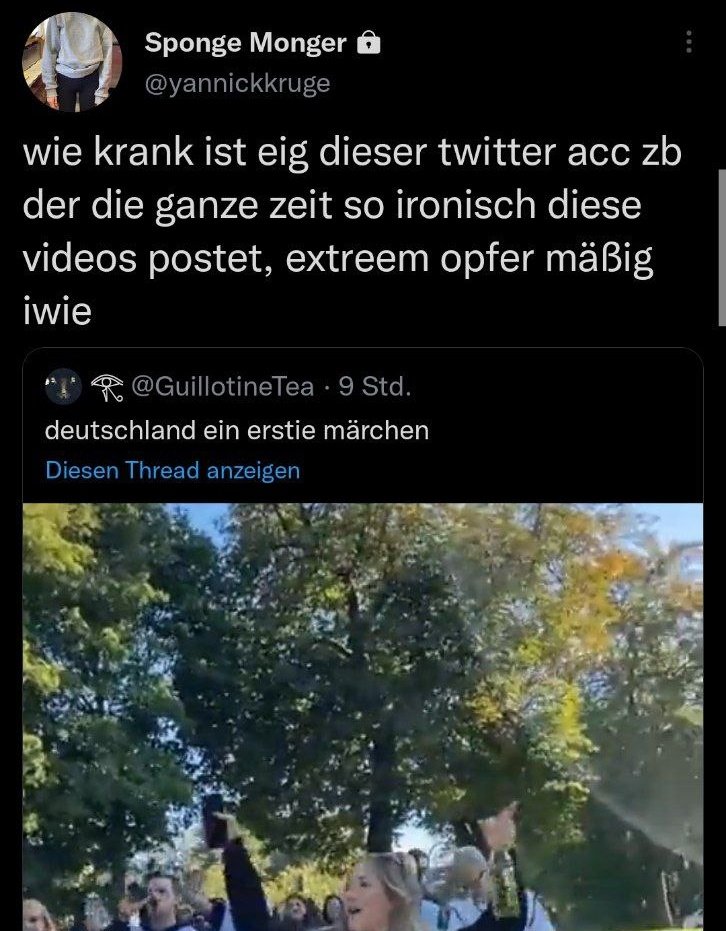 Sponge Monger
@yannickkruge
wie krank ist eig dieser twitter acc zb
der die ganze zeit so ironisch diese
videos postet, extreem opfer mäßig
iwie
@GuillotineTea · 9 Std.
deutschland ein erstie märchen
Diesen Thread anzeigen